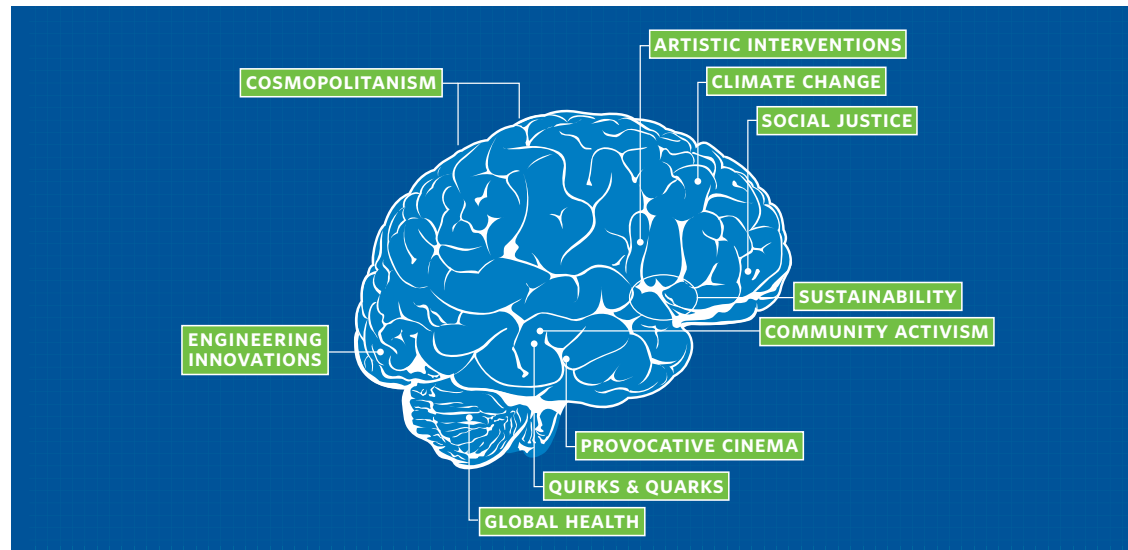 ARTISTIC INTERVENTIONS
COSMOPOLITANISM
CLIMATE CHANGE
SOCIAL JUSTICE
SUSTAINABILITY
COMMUNITY ACTIVISM
ENGINEERING
INNOVATIONS
PROVOCATIVE CINEMA
QUIRKS & QUARKS
GLOBAL HEALTH